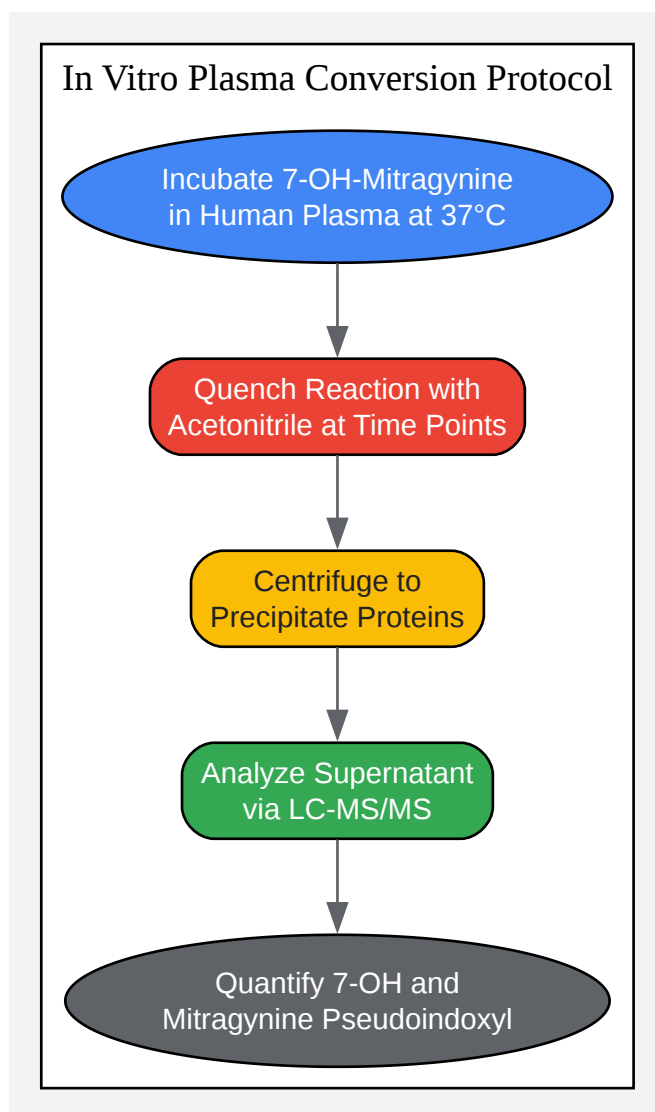 In Vitro Plasma Conversion Protocol
Incubate 7-OH-Mitragynine
in Human Plasma at 37°C
Quench Reaction with
Acetonitrile at Time Points
Centrifuge to
Precipitate Proteins
Analyze Supernatant
via LC-MS/MS
Quantify 7-OH and
Mitragynine Pseudoindoxyl